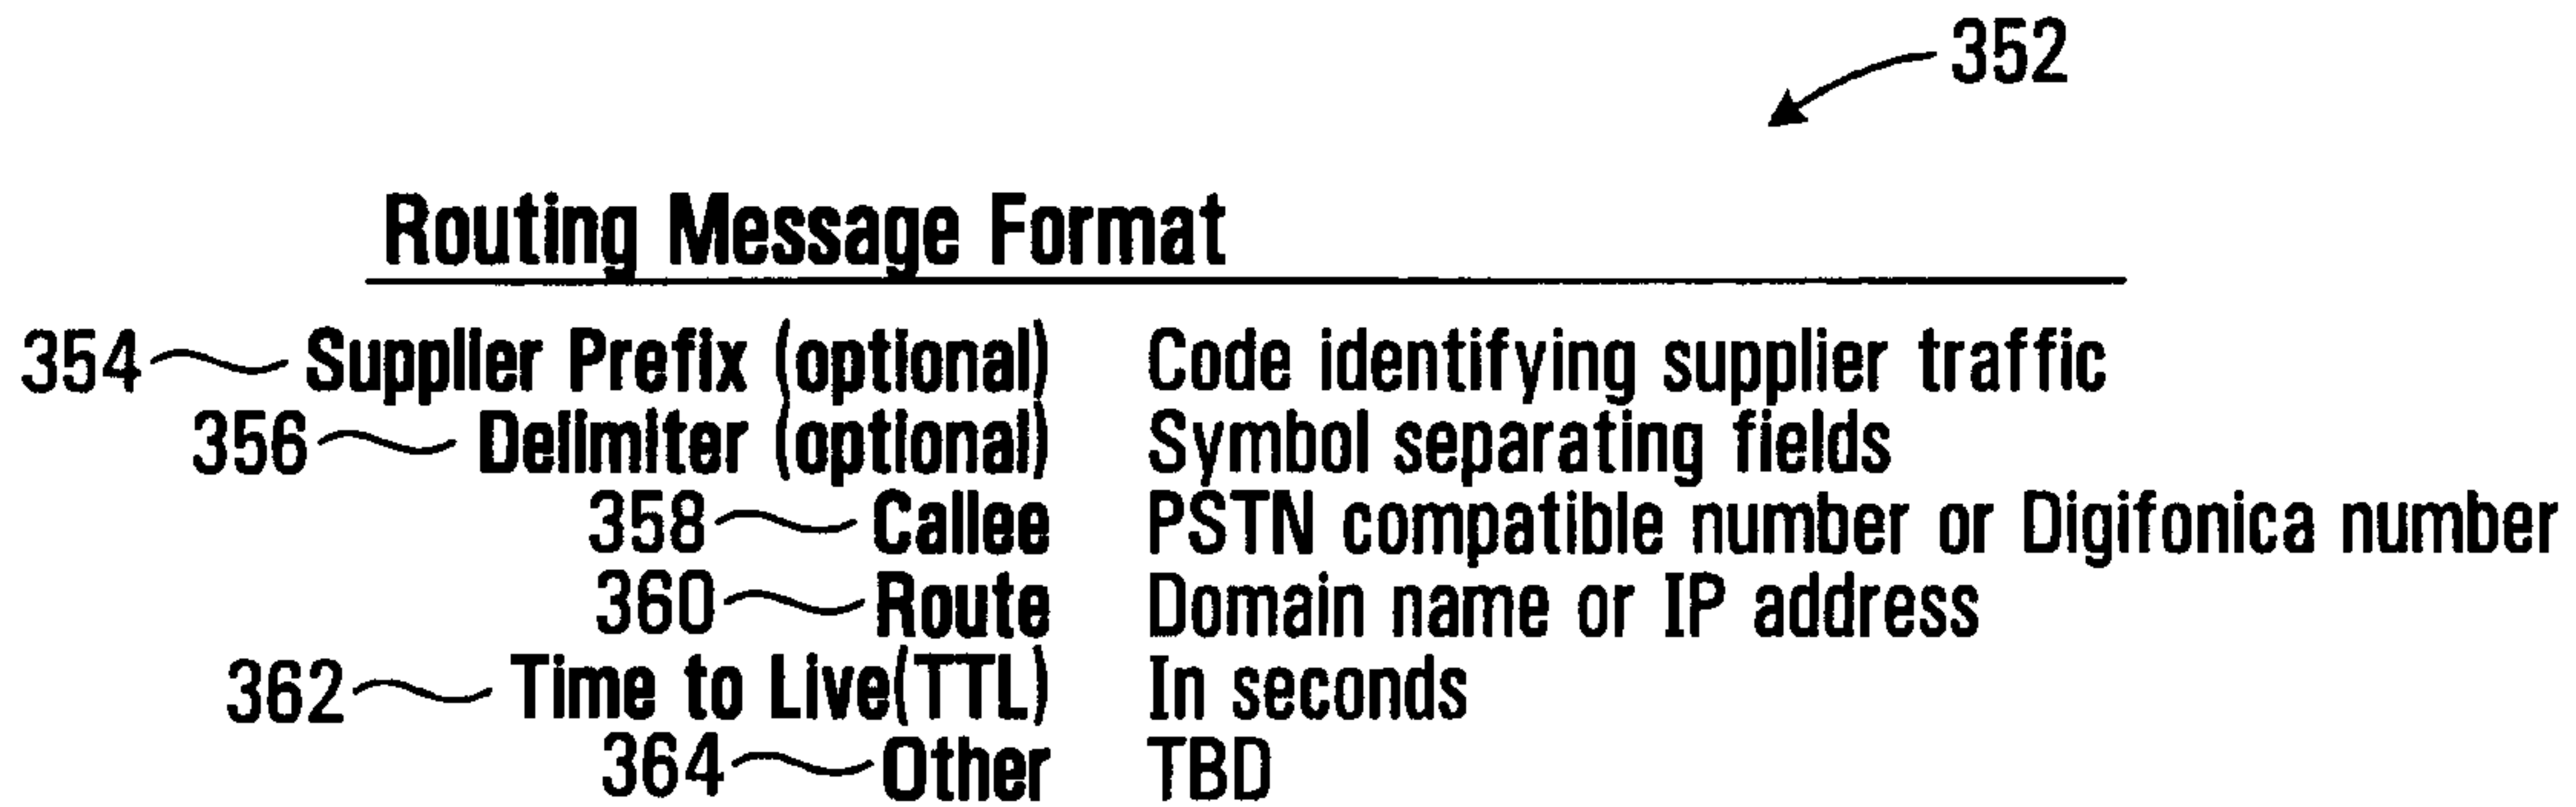 352
Routing Message Format
354 Supplier Prefix (optional) Code identifying supplier traffic
356 Delimiter (optional) Symbol separating fields
358 Callee PSTN compatible number or Digifonica number
360 Route Domain name or IP address
362 Time to Live(TTL) In seconds
364 Other TBD